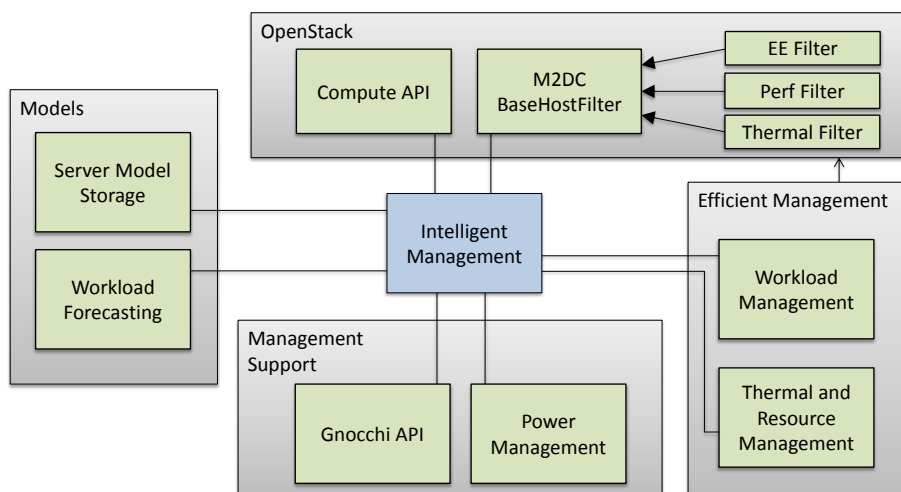 OpenStack
Compute API
M2DC
BaseHostFilter
EE Filter
Perf Filter
Thermal Filter
Models
Server Model
Storage
Workload
Forecasting
Intelligent
Management
Efficient Management
Workload
Management
Thermal and
Resource
Management
Management
Support
Gnocchi API
Power
Management